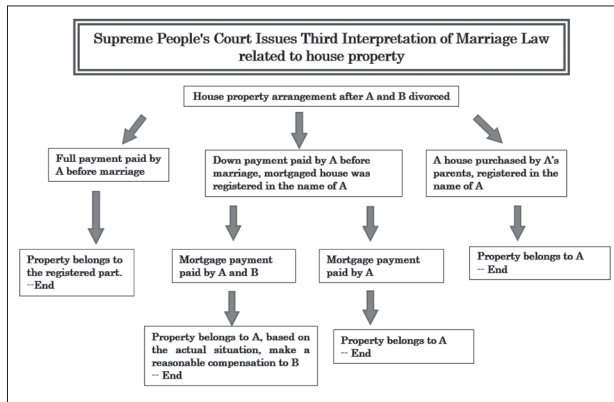 Supreme People's Court Issues Third Interpretation of Marriage Law
related to house property
House property arrangement after A and B divorced
Full payment paid by
A before marriage
Down payment paid by A before
marriage, mortgaged house was
registered in the name of A
A house purchased by A's
parents, registered in the
name of A
Property belongs to
the registered part.
--End
Mortgage payment
paid by A and B
Mortgage payment
paid by A
Property belongs to A
-- End
Property belongs to A, based on
the actual situation, make a
reasonable compensation to B
-- End
Property belongs to A
-- End